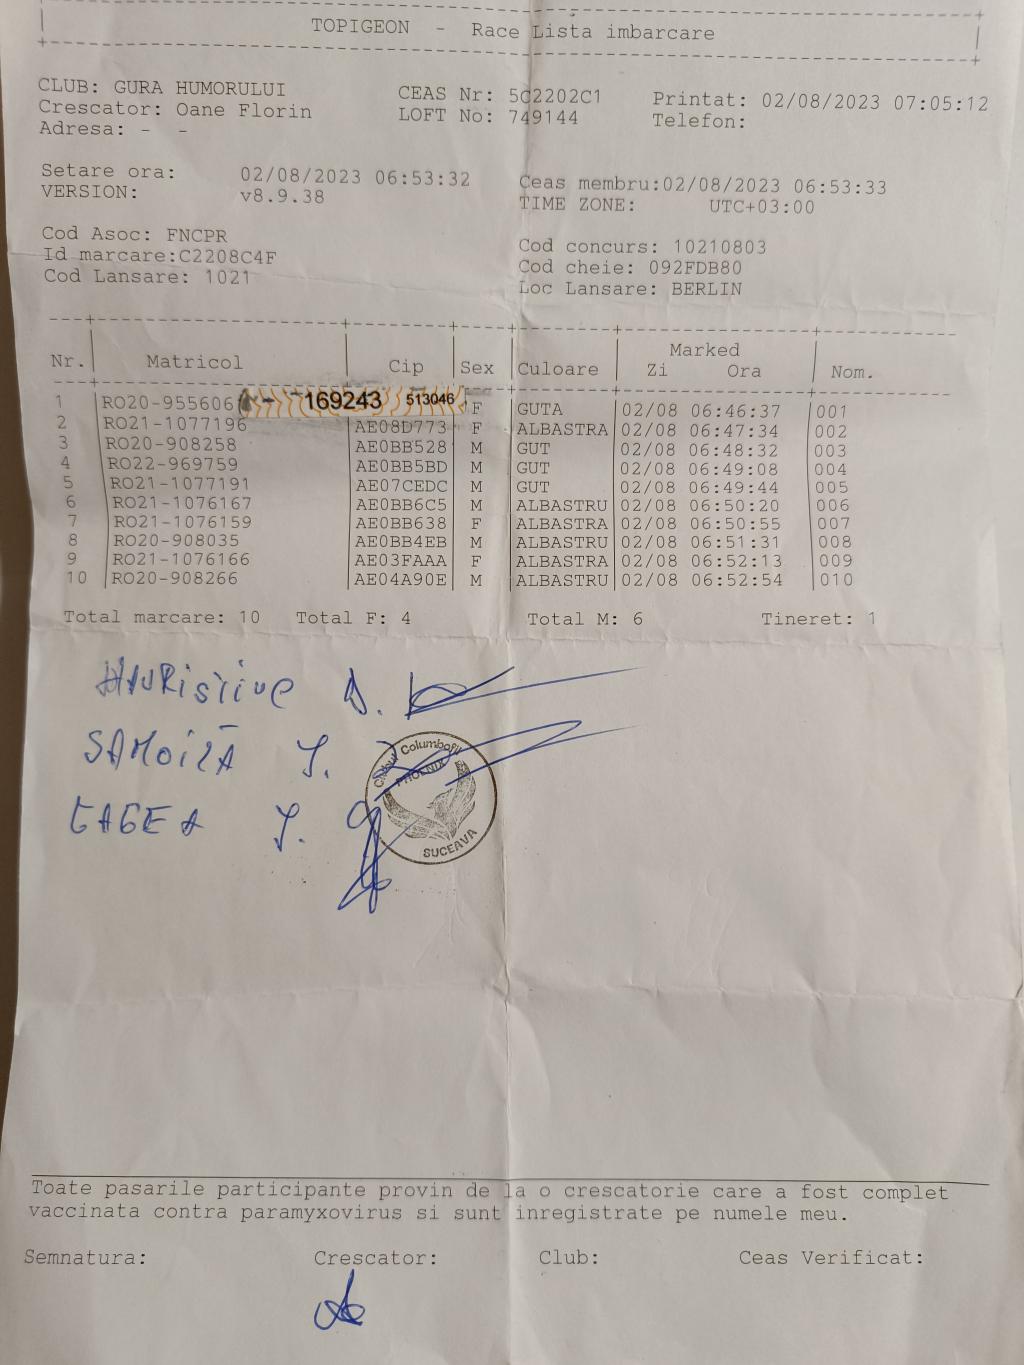 TOPIGEON - Race Lista imbarcare
CLUB: GURA HUMORULUI
Crescator: Oane Florin
Adresa: - -
CEAS Nr: 5C2202C1
LOFT No: 749144
Printat: 02/08/2023 07:05:12
Telefon:
Setare ora: 02/08/2023 06:53:32
VERSION: v8.9.38
Ceas membru:02/08/2023 06:53:33
TIME ZONE: UTC+03:00
Cod Asoc: FNCPR
Id marcare:C2208C4F
Cod Lansare: 1021
Cod concurs: 10210803
Cod cheie: 092FDB80
Loc Lansare: BERLIN
Marked
Nr. Matricol Cip Sex Culoare Zi Ora Nom.
1 RO20-955606 169243 513046 F GUTA 02/08 06:46:37 001
2 RO21-1077196 AE08D773 F ALBASTRA 02/08 06:47:34 002
3 RO20-908258 AE0BB528 M GUT 02/08 06:48:32 003
4 RO22-969759 AE0BB5BD M GUT 02/08 06:49:08 004
5 RO21-1077191 AE07CEDC M GUT 02/08 06:49:44 005
6 RO21-1076167 AE0BB6C5 M ALBASTRU 02/08 06:50:20 006
7 RO21-1076159 AE0BB638 F ALBASTRA 02/08 06:50:55 007
8 RO20-908035 AE0BB4EB M ALBASTRU 02/08 06:51:31 008
9 RO21-1076166 AE03FAAA F ALBASTRA 02/08 06:52:13 009
10 RO20-908266 AE04A90E M ALBASTRU 02/08 06:52:54 010
Total marcare: 10 Total F: 4 Total M: 6 Tineret: 1
D.
SAMOILĂ I.
GAGEA I.
Clubul Columbofil
PHOENIX
SUCEAVA
Toate pasarile participante provin de la o crescatorie care a fost complet
vaccinata contra paramyxovirus si sunt inregistrate pe numele meu.
Semnatura: Crescator: Club: Ceas Verificat: